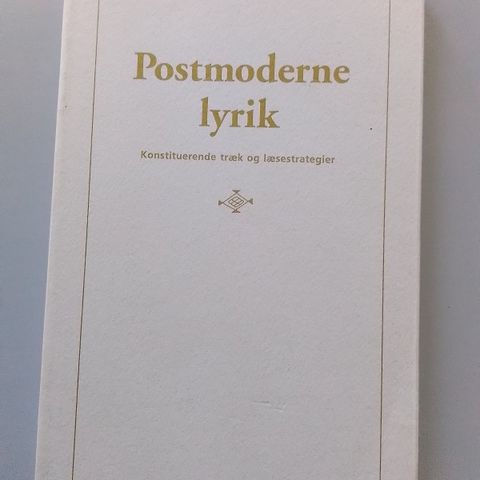 Postmoderne
lyrik
Konstituerende træk og læsestrategier